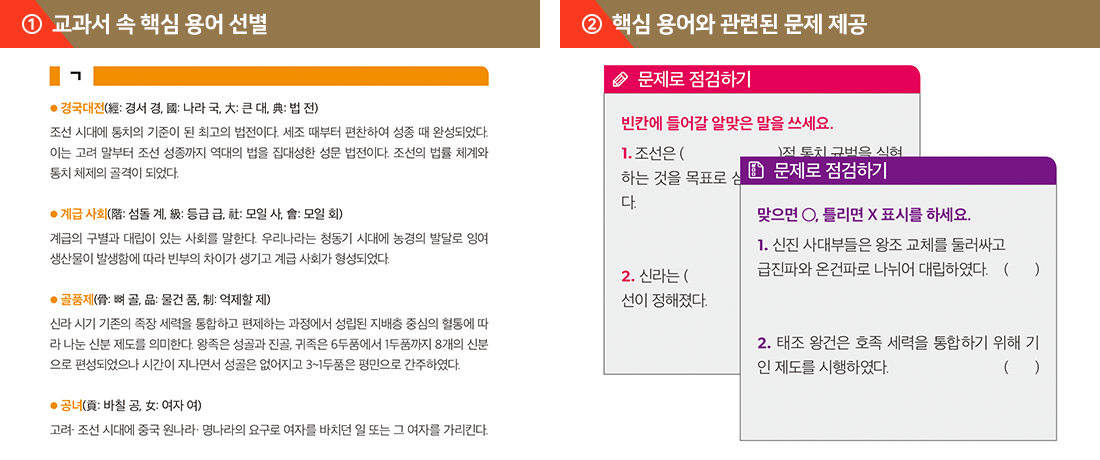 ① 교과서 속 핵심 용어 선별
ㄱ
● 경국대전(經: 경서 경, 國: 나라 국, 大: 큰 대, 典: 법 전)
조선 시대에 통치의 기준이 된 최고의 법전이다. 세조 때부터 편찬하여 성종 때 완성되었다.
이는 고려 말부터 조선 성종까지 역대의 법을 집대성한 성문 법전이다. 조선의 법률 체계와
통치 체제의 골격이 되었다.
● 계급 사회(階: 섬돌 계, 級: 등급 급, 社: 모일 사, 會: 모일 회)
계급의 구별과 대립이 있는 사회를 말한다. 우리나라는 청동기 시대에 농경의 발달로 잉여
생산물이 발생함에 따라 빈부의 차이가 생기고 계급 사회가 형성되었다.
● 골품제(骨: 뼈 골, 品: 물건 품, 制: 억제할 제)
신라 시기 기존의 족장 세력을 통합하고 편제하는 과정에서 성립된 지배층 중심의 혈통에 따
라 나눈 신분 제도를 의미한다. 왕족은 성골과 진골, 귀족은 6두품에서 1두품까지 8개의 신분
으로 편성되었으나 시간이 지나면서 성골은 없어지고 3~1두품은 평민으로 간주하였다.
● 공녀(貢: 바칠 공, 女: 여자 여)
고려· 조선 시대에 중국 원나라· 명나라의 요구로 여자를 바치던 일 또는 그 여자를 가리킨다.
② 핵심 용어와 관련된 문제 제공
문제로 점검하기
빈칸에 들어갈 알맞은 말을 쓰세요.
1. 조선은 ( )적 통치 규범을 실현
하는 것을 목표로
다.
2. 신라는 (
선이 정해졌다.
문제로 점검하기
맞으면 ○, 틀리면 X 표시를 하세요.
1. 신진 사대부들은 왕조 교체를 둘러싸고
급진파와 온건파로 나뉘어 대립하였다. ( )
2. 태조 왕건은 호족 세력을 통합하기 위해 기
인 제도를 시행하였다. ( )